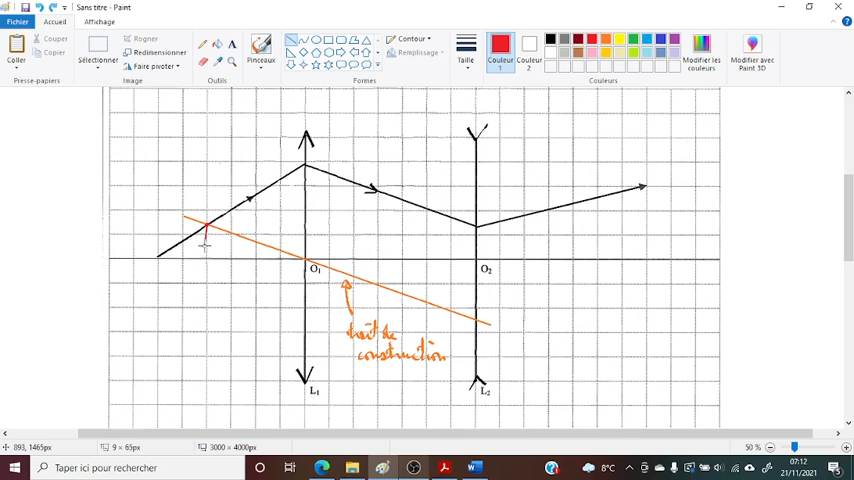 Sans titre - Paint
Fichier Accueil Affichage
Coller
Couper
Copier
Presse-papiers
Sélectionner
Rogner
Redimensionner
Faire pivoter
Image
Outils
Pinceaux
Contour
Remplissage
Formes
Taille
Couleur 1
Couleur 2
Modifier les couleurs
Couleurs
Modifier avec Paint 3D
O1
O2
trait de
construction
L1
L2
893, 1465px
9 × 65px
3000 × 4000px
50 %
Taper ici pour rechercher
8°C
07:12
21/11/2021
5